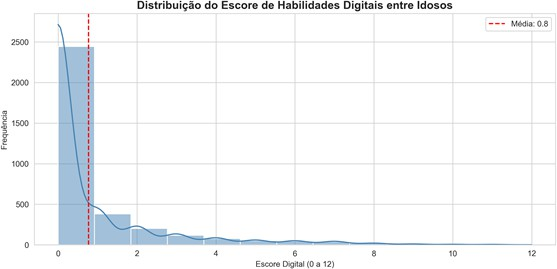 Distribuição do Escore de Habilidades Digitais entre Idosos
Média: 0.8
Frequência
2500
2000
1500
1000
500
0
0 2 4 6 8 10 12
Escore Digital (0 a 12)